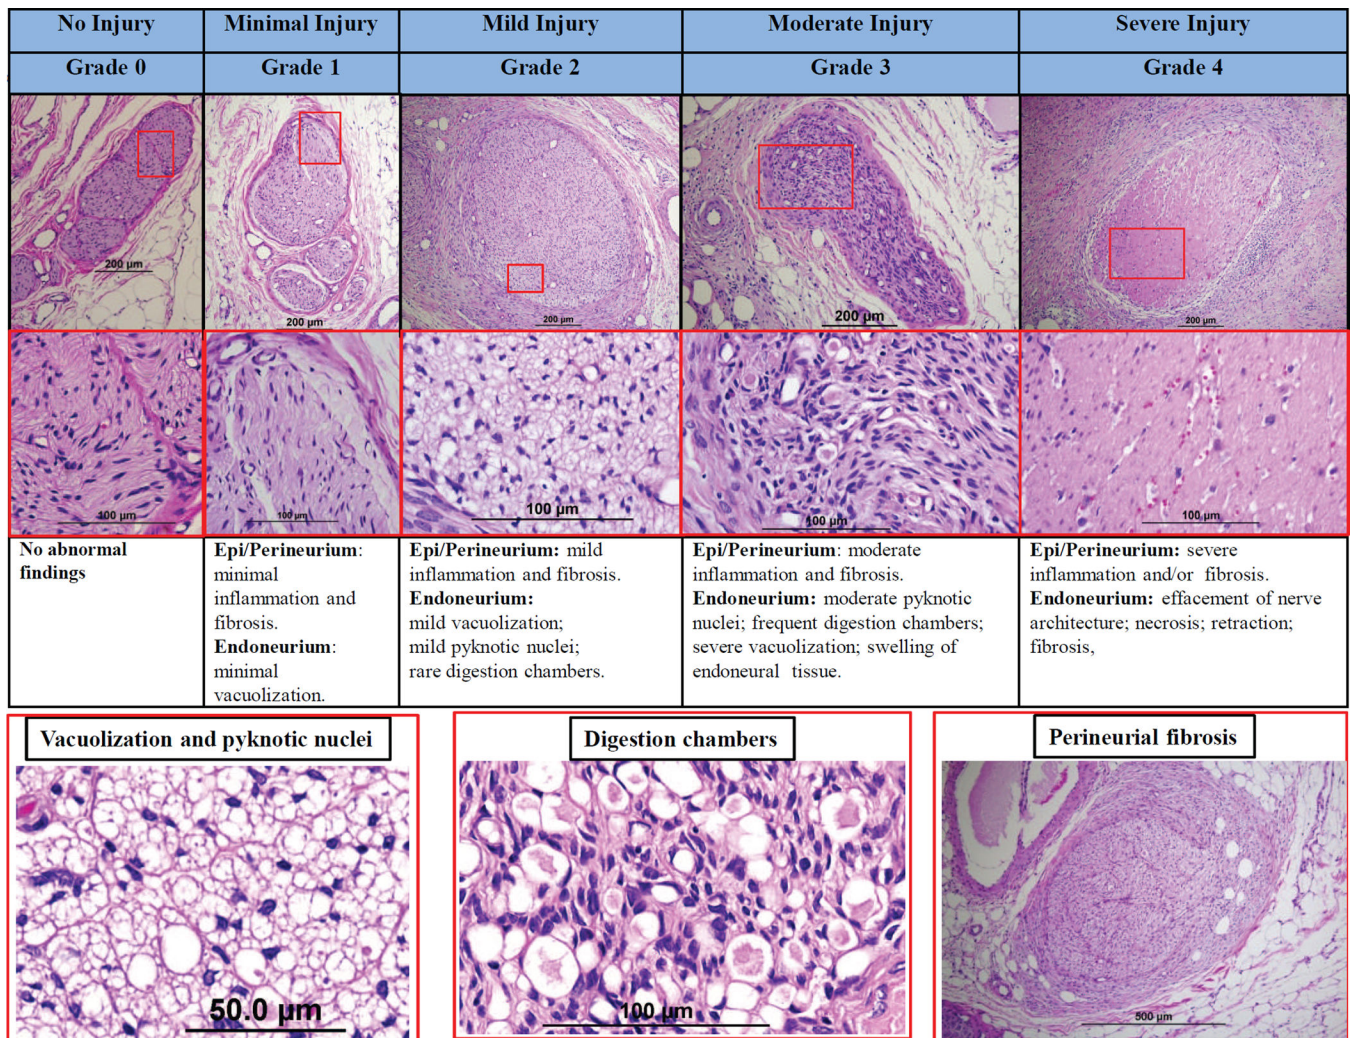 No Injury
Minimal Injury
Mild Injury
Moderate Injury
Severe Injury
Grade 0
Grade 1
Grade 2
Grade 3
Grade 4
200 µm
200 µm
200 µm
200 µm
200 µm
100 µm
100 µm
100 µm
100 µm
100 µm
No abnormal
findings
Epi/Perineurium:
minimal
inflammation and
fibrosis.
Endoneurium:
minimal
vacuolization.
Epi/Perineurium: mild
inflammation and fibrosis.
Endoneurium:
mild vacuolization;
mild pyknotic nuclei;
rare digestion chambers.
Epi/Perineurium: moderate
inflammation and fibrosis.
Endoneurium: moderate pyknotic
nuclei; frequent digestion chambers;
severe vacuolization; swelling of
endoneural tissue.
Epi/Perineurium: severe
inflammation and/or fibrosis.
Endoneurium: effacement of nerve
architecture; necrosis; retraction;
fibrosis,
Vacuolization and pyknotic nuclei
50.0 µm
Digestion chambers
100 µm
Perineurial fibrosis
500 µm